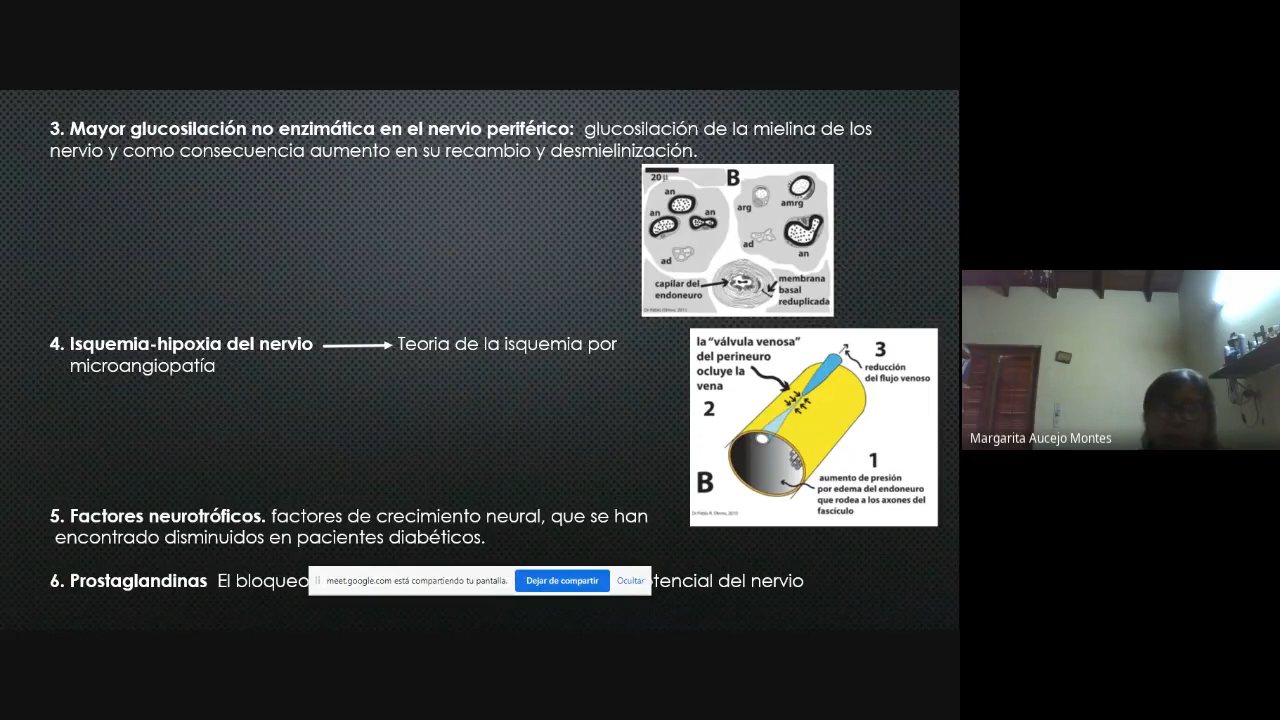 3. Mayor glucosilación no enzimática en el nervio periférico: glucosilación de la mielina de los
nervio y como consecuencia aumento en su recambio y desmielinización.
20 µ
B
an
an
an
ad
arg
amrg
ad
an
capilar del
endoneuro
membrana
basal
reduplicada
4. Isquemia-hipoxia del nervio
Teoria de la isquemia por
microangiopatía
la "válvula venosa"
del perineuro
ocluye la
vena
2
3
reducción
del flujo venoso
1
aumento de presión
por edema del endoneuro
que rodea a los axones del
fascículo
B
5. Factores neurotróficos. factores de crecimiento neural, que se han
encontrado disminuidos en pacientes diabéticos.
6. Prostaglandinas El bloqueo
tencial del nervio
meet.google.com está compartiendo tu pantalla.
Dejar de compartir
Ocultar
Margarita Aucejo Montes